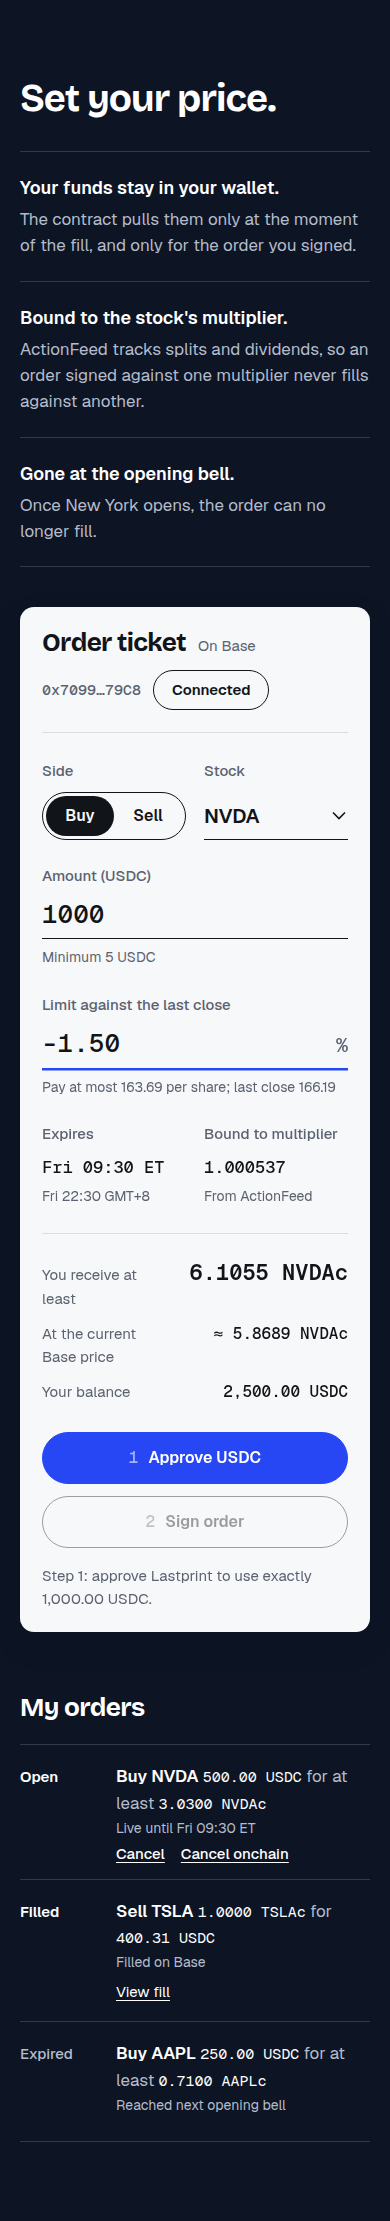 Set your price.
Your funds stay in your wallet.
The contract pulls them only at the moment
of the fill, and only for the order you signed.
Bound to the stock's multiplier.
ActionFeed tracks splits and dividends, so an
order signed against one multiplier never fills
against another.
Gone at the opening bell.
Once New York opens, the order can no
longer fill.
Order ticket On Base
0x7099…79C8 Connected
Side Stock
Buy Sell NVDA
Amount (USDC)
1000
Minimum 5 USDC
Limit against the last close
-1.50 %
Pay at most 163.69 per share; last close 166.19
Expires Bound to multiplier
Fri 09:30 ET 1.000537
Fri 22:30 GMT+8 From ActionFeed
You receive at
least 6.1055 NVDAc
At the current
Base price ≈ 5.8689 NVDAc
Your balance 2,500.00 USDC
1 Approve USDC
2 Sign order
Step 1: approve Lastprint to use exactly
1,000.00 USDC.
My orders
Open Buy NVDA 500.00 USDC for at
least 3.0300 NVDAc
Live until Fri 09:30 ET
Cancel Cancel onchain
Filled Sell TSLA 1.0000 TSLAc for
400.31 USDC
Filled on Base
View fill
Expired Buy AAPL 250.00 USDC for at
least 0.7100 AAPLc
Reached next opening bell